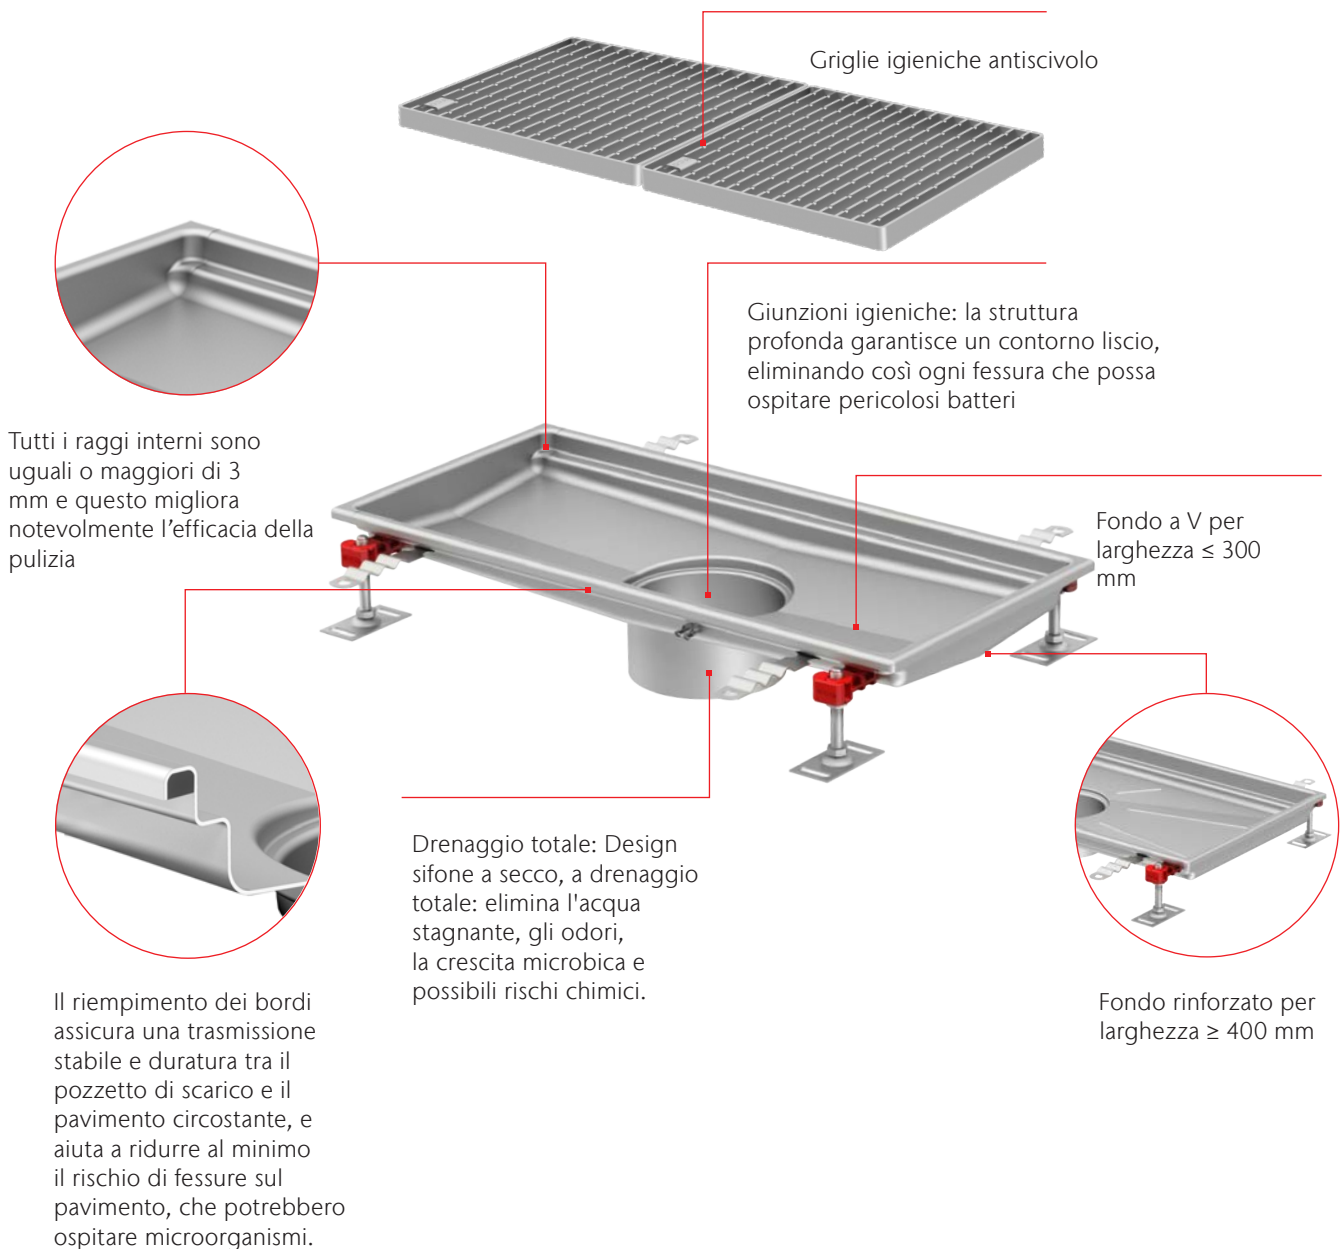 Griglie igieniche antiscivolo
Giunzioni igieniche: la struttura
profonda garantisce un contorno liscio,
eliminando così ogni fessura che possa
ospitare pericolosi batteri
Tutti i raggi interni sono
uguali o maggiori di 3
mm e questo migliora
notevolmente l’efficacia della
pulizia
Fondo a V per
larghezza ≤ 300
mm
Drenaggio totale: Design
sifone a secco, a drenaggio
totale: elimina l'acqua
stagnante, gli odori,
la crescita microbica e
possibili rischi chimici.
Il riempimento dei bordi
assicura una trasmissione
stabile e duratura tra il
pozzetto di scarico e il
pavimento circostante, e
aiuta a ridurre al minimo
il rischio di fessure sul
pavimento, che potrebbero
ospitare microorganismi.
Fondo rinforzato per
larghezza ≥ 400 mm